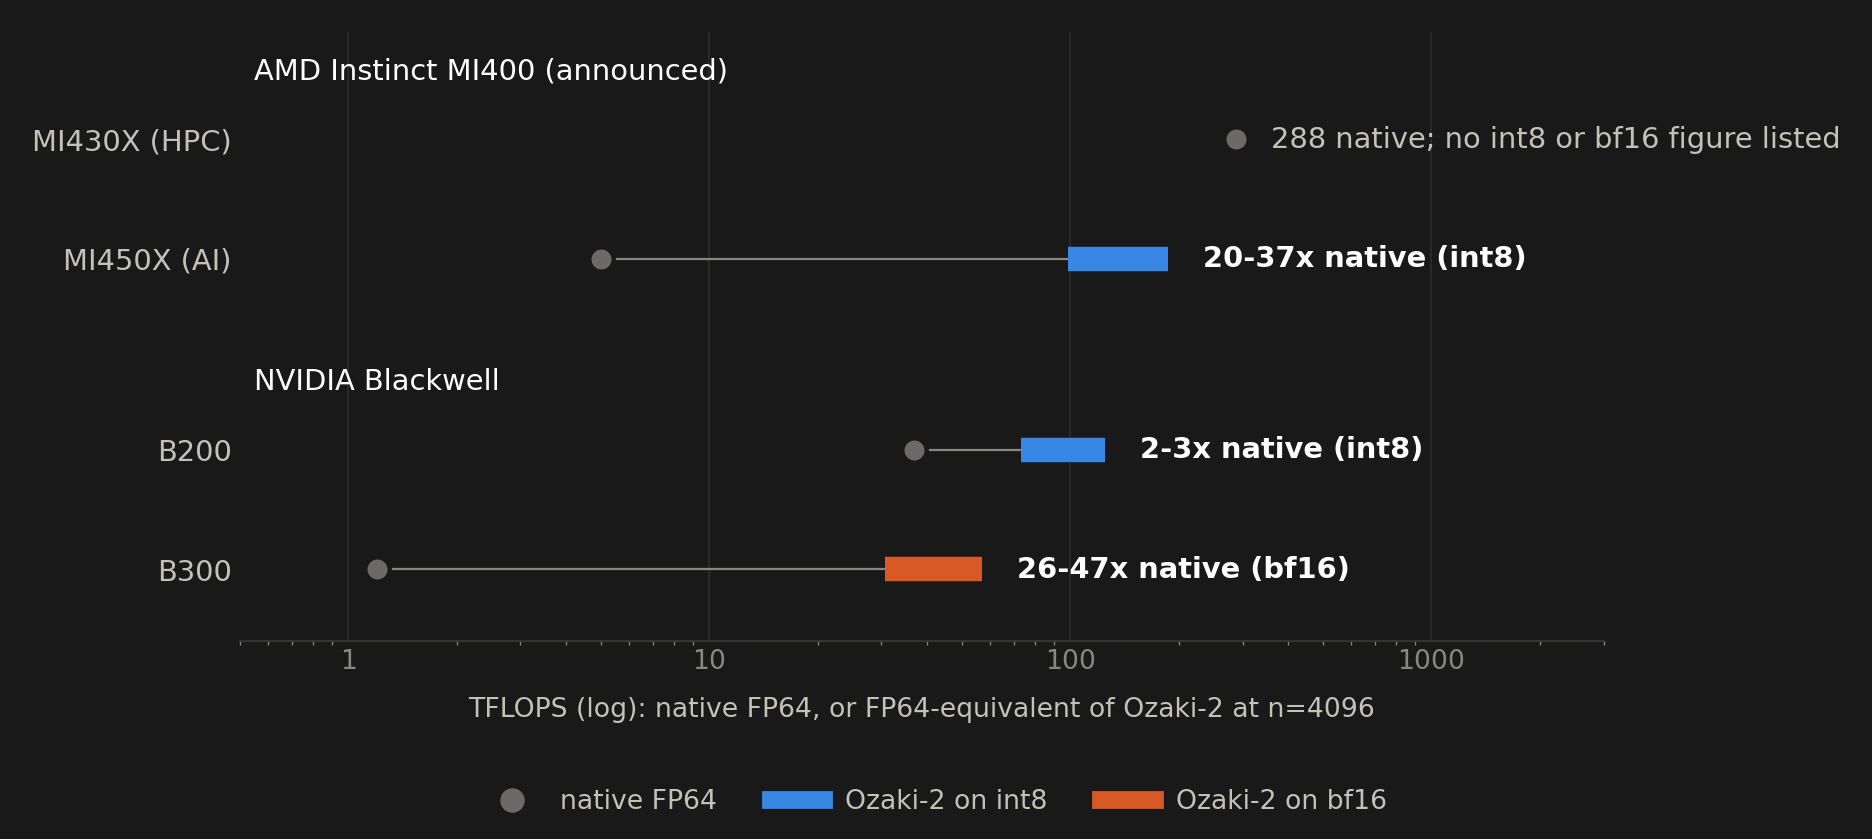 AMD Instinct MI400 (announced)
MI430X (HPC)
288 native; no int8 or bf16 figure listed
MI450X (AI)
20-37x native (int8)
NVIDIA Blackwell
B200
2-3x native (int8)
B300
26-47x native (bf16)
1 10 100 1000
TFLOPS (log): native FP64, or FP64-equivalent of Ozaki-2 at n=4096
native FP64 Ozaki-2 on int8 Ozaki-2 on bf16